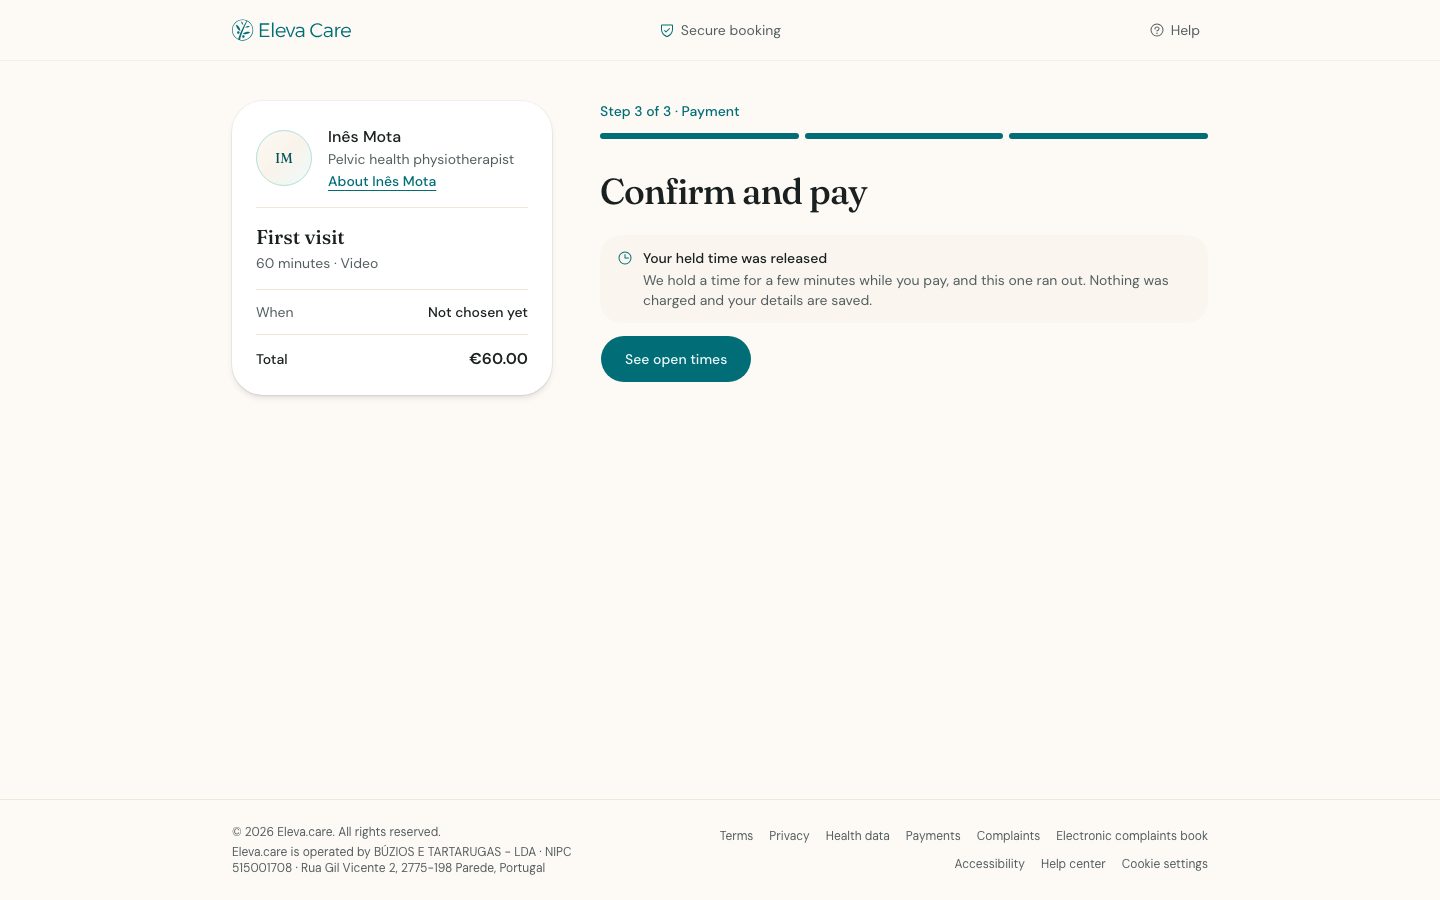 Eleva Care
Secure booking
Help
IM
Inês Mota
Pelvic health physiotherapist
About Inês Mota
First visit
60 minutes · Video
When
Not chosen yet
Total
€60.00
Step 3 of 3 · Payment
Confirm and pay
Your held time was released
We hold a time for a few minutes while you pay, and this one ran out. Nothing was
charged and your details are saved.
See open times
© 2026 Eleva.care. All rights reserved.
Eleva.care is operated by BÚZIOS E TARTARUGAS – LDA · NIPC
515001708 · Rua Gil Vicente 2, 2775-198 Parede, Portugal
Terms Privacy Health data Payments Complaints Electronic complaints book
Accessibility Help center Cookie settings